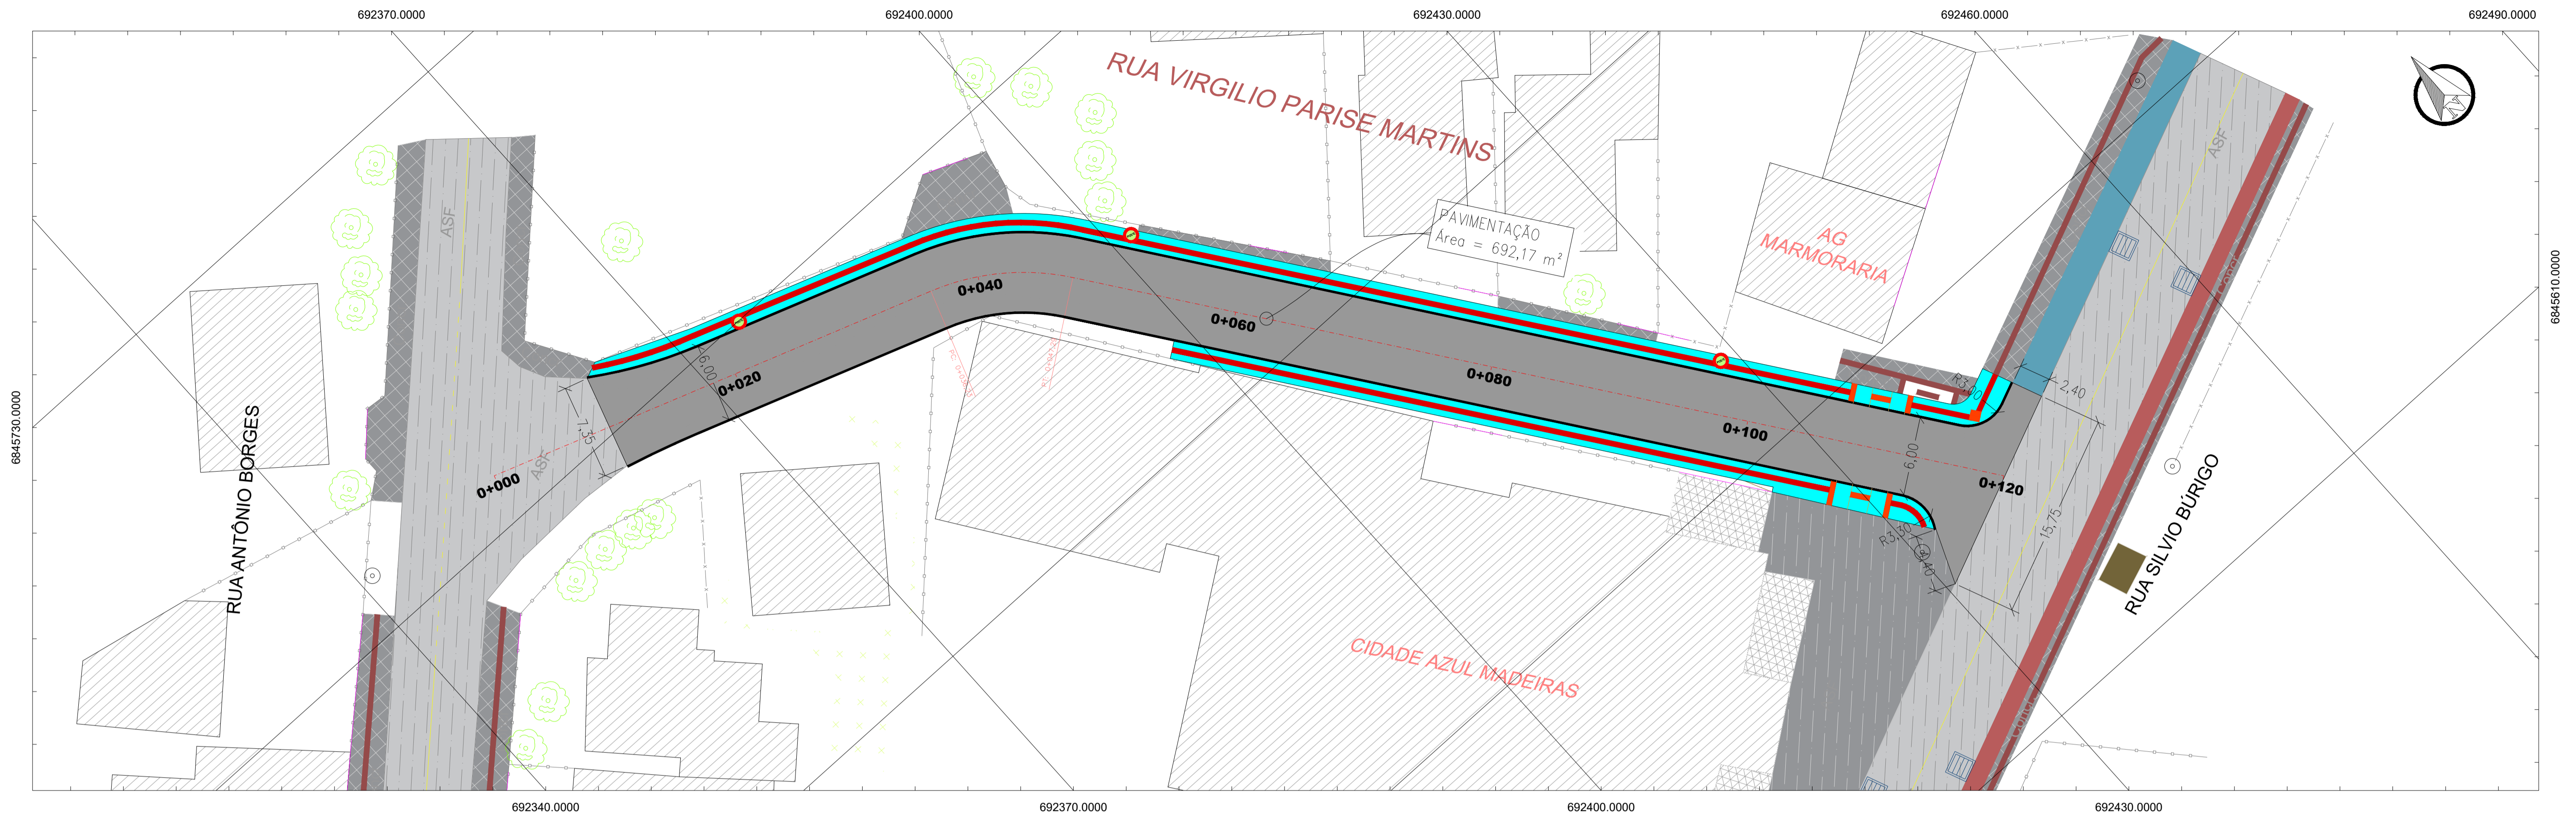 692370.0000
692400.0000
692430.0000
692460.0000
692490.0000
RUA VIRGILIO PARISE MARTINS
ASF
ASF
PAVIMENTAÇÃO
Área = 692,17 m²
AG
MARMORARIA
0+040
0+060
6845610.0000
6,00
0+020
0+080
R3,00
2,40
7,35
6845730.0000
RUA ANTÔNIO BORGES
ASF
0+000
0+100
6,00
0+120
R3,30
15,75
RUA SILVIO BÚRIGO
CIDADE AZUL MADEIRAS
692340.0000
692370.0000
692400.0000
692430.0000